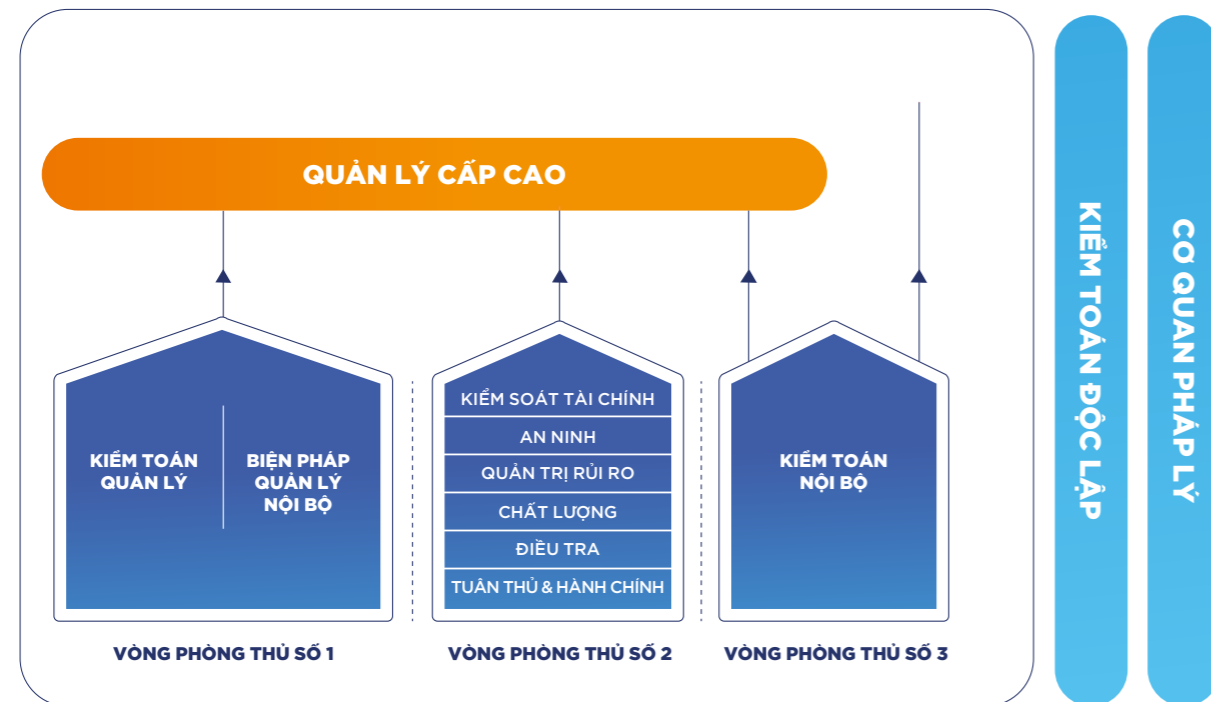 QUẢN LÝ CẤP CAO
KIỂM TOÁN
QUẢN LÝ
BIỆN PHÁP
QUẢN LÝ
NỘI BỘ
KIỂM SOÁT TÀI CHÍNH
AN NINH
QUẢN TRỊ RỦI RO
CHẤT LƯỢNG
ĐIỀU TRA
TUÂN THỦ & HÀNH CHÍNH
KIỂM TOÁN
NỘI BỘ
VÒNG PHÒNG THỦ SỐ 1
VÒNG PHÒNG THỦ SỐ 2
VÒNG PHÒNG THỦ SỐ 3
KIỂM TOÁN ĐỘC LẬP
CƠ QUAN PHÁP LÝ